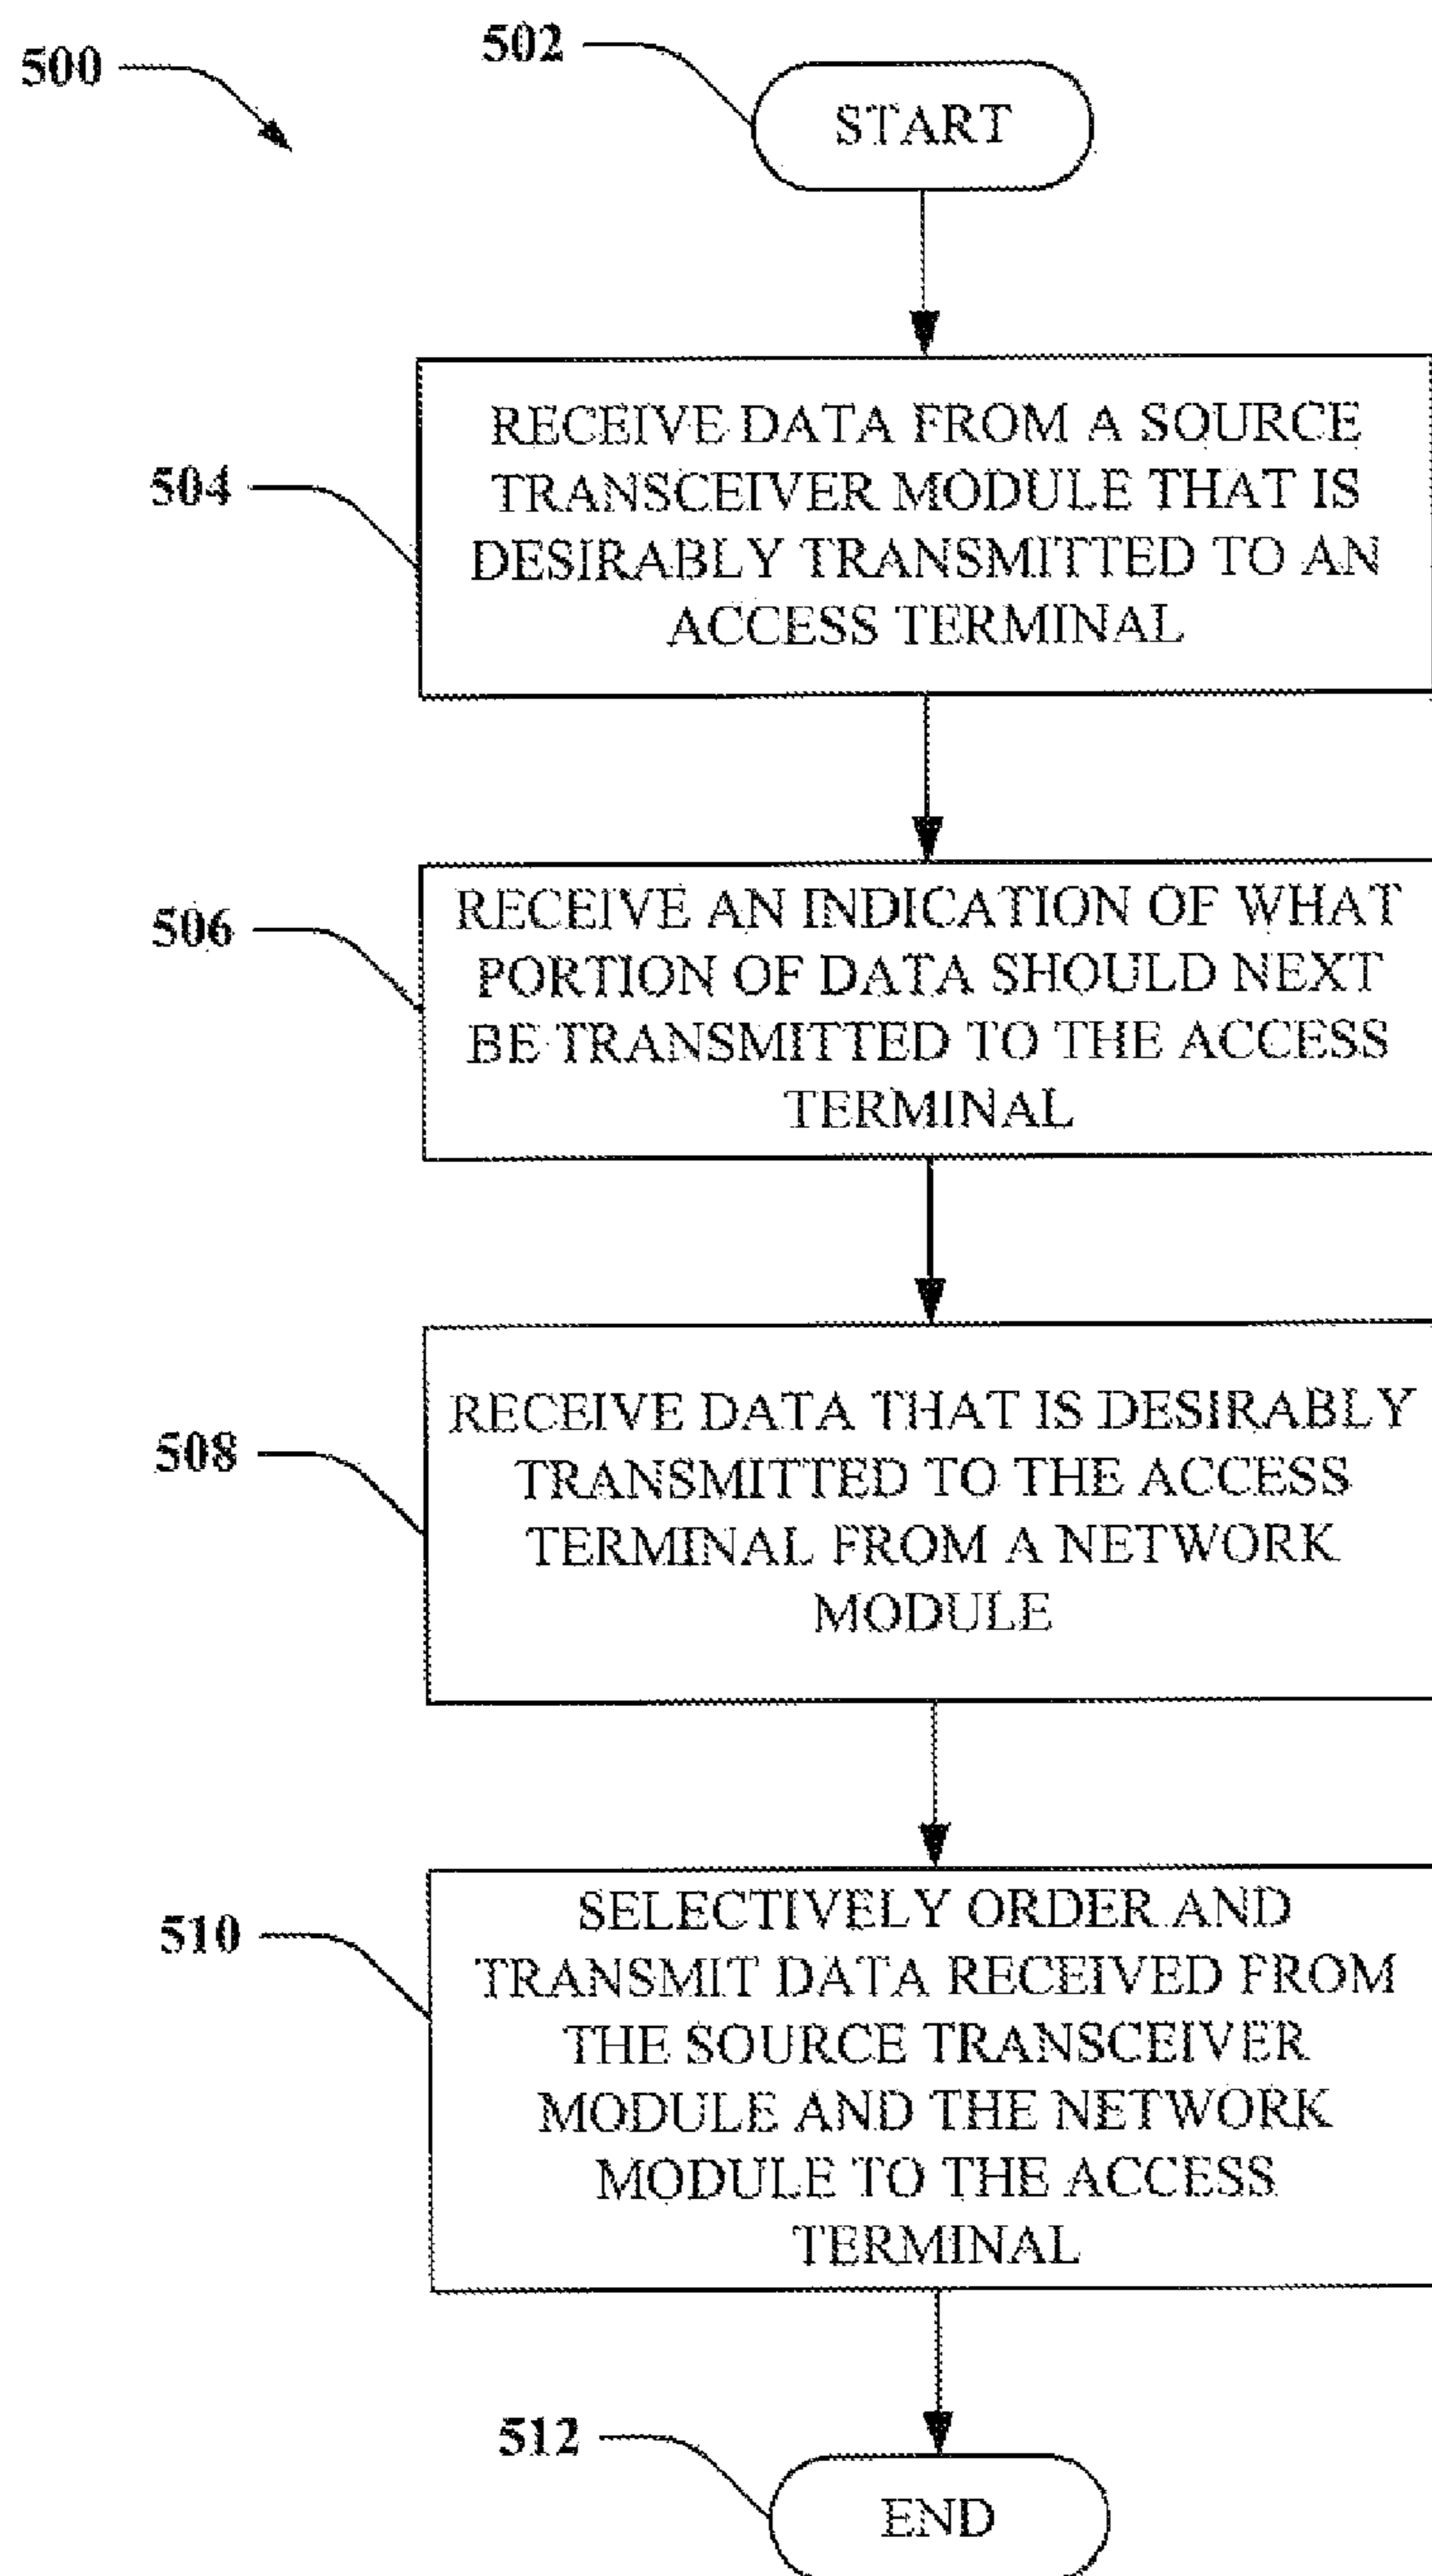 500
502
START
504
RECEIVE DATA FROM A SOURCE
TRANSCEIVER MODULE THAT IS
DESIRABLY TRANSMITTED TO AN
ACCESS TERMINAL
506
RECEIVE AN INDICATION OF WHAT
PORTION OF DATA SHOULD NEXT
BE TRANSMITTED TO THE ACCESS
TERMINAL
508
RECEIVE DATA THAT IS DESIRABLY
TRANSMITTED TO THE ACCESS
TERMINAL FROM A NETWORK
MODULE
510
SELECTIVELY ORDER AND
TRANSMIT DATA RECEIVED FROM
THE SOURCE TRANSCEIVER
MODULE AND THE NETWORK
MODULE TO THE ACCESS
TERMINAL
512
END